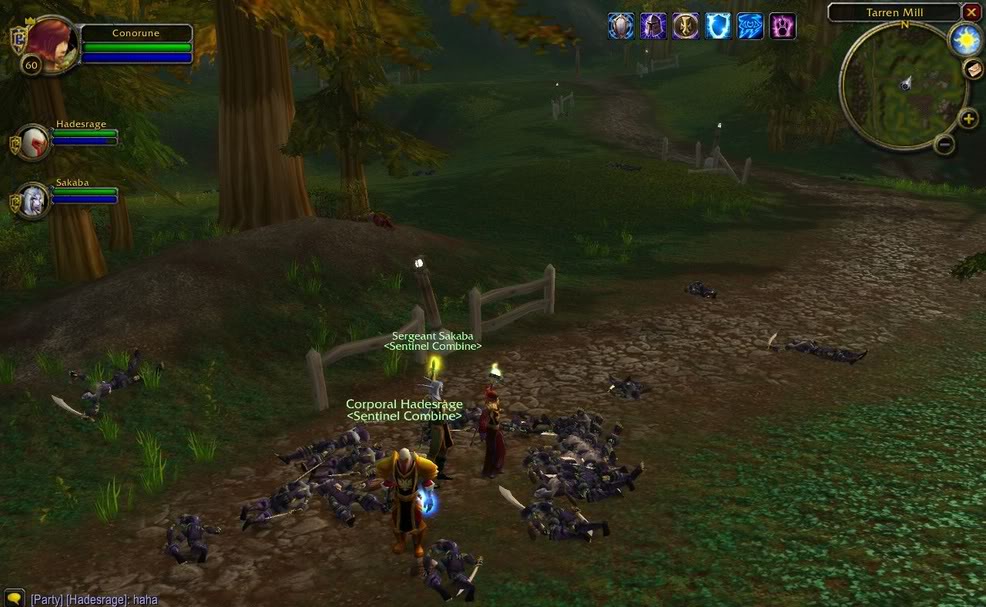 Conorune
60
Hadesrage
Sakaba
Tarren Mill
N
Sergeant Sakaba
<Sentinel Combine>
Corporal Hadesrage
<Sentinel Combine>
[Party] [Hadesrage]: haha